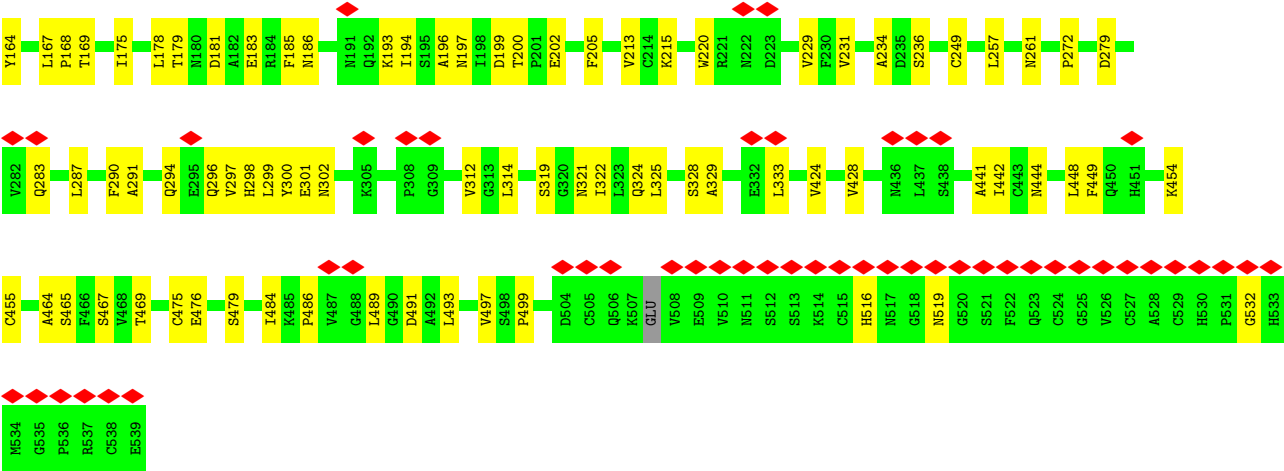 Y164 L167 P168 T169 I175 L178 T179 N180 D181 A182 E183 R184 F185 N186 N191 Q192 K193 I194 S195 A196 N197 I198 D199 T200 P201 E202 F205 V213 C214 K215 W220 R221 N222 D223 V229 F230 V231 A234 D235 S236 C249 L257 N261 P272 D279
V282 Q283 L287 F290 A291 Q294 E295 Q296 V297 H298 L299 Y300 E301 N302 K305 P308 G309 V312 G313 L314 S319 G320 N321 I322 L323 Q324 L325 S328 A329 E332 L333 V424 V428 N436 L437 S438 A441 I442 C443 N444 L448 F449 Q450 H451 K454
C455 A464 S465 F466 S467 V468 T469 C475 E476 S479 I484 K485 P486 V487 G488 L489 G490 D491 A492 L493 V497 S498 P499 D504 C505 Q506 K507 GLU V508 E509 V510 N511 S512 S513 K514 C515 H516 N517 G518 N519 G520 S521 F522 Q523 C524 G525 V526 C527 A528 C529 H530 P531 G532 H533
M534 G535 P536 R537 C538 E539